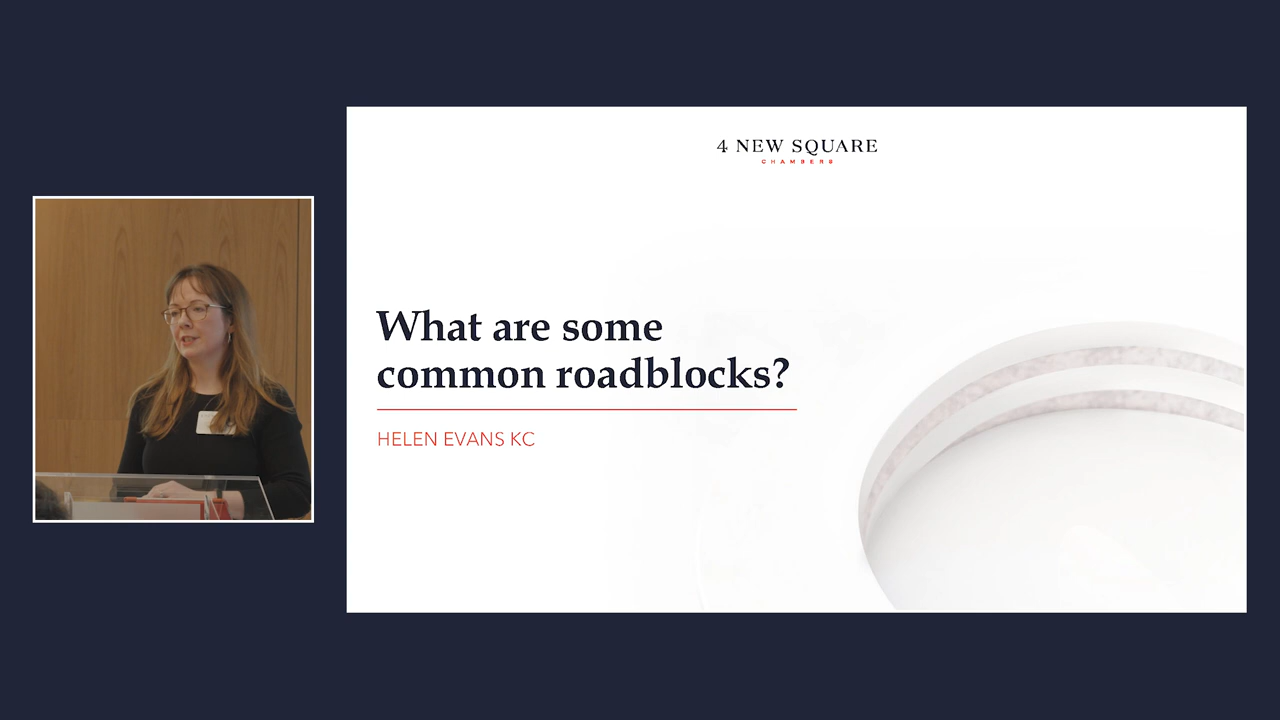 4 NEW SQUARE
CHAMBERS
What are some
common roadblocks?
HELEN EVANS KC